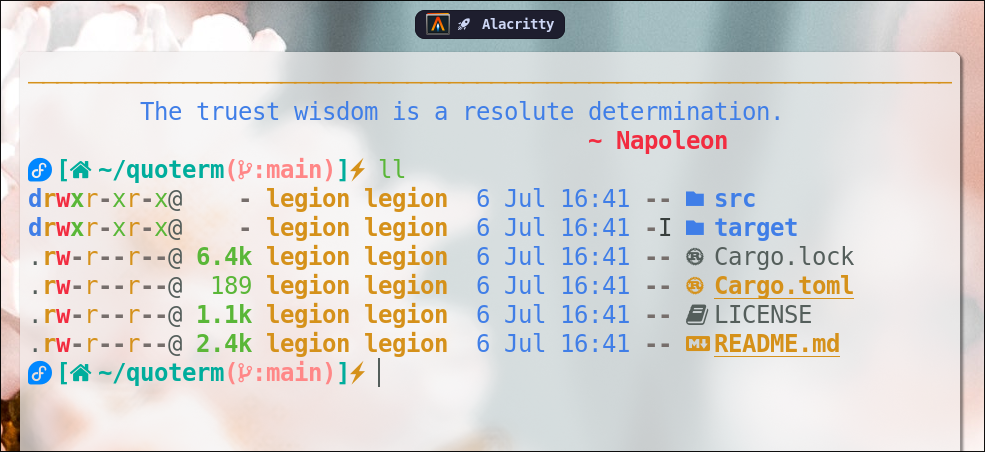 Alacritty
The truest wisdom is a resolute determination.
~ Napoleon
[ ~/quoterm(:main)] ll
drwxr-xr-x@ - legion legion 6 Jul 16:41 -- src
drwxr-xr-x@ - legion legion 6 Jul 16:41 -- target
.rw-r--r--@ 6.4k legion legion 6 Jul 16:41 -- Cargo.lock
.rw-r--r--@ 189 legion legion 6 Jul 16:41 -- Cargo.toml
.rw-r--r--@ 1.1k legion legion 6 Jul 16:41 -- LICENSE
.rw-r--r--@ 2.4k legion legion 6 Jul 16:41 -- README.md
[ ~/quoterm(:main)]